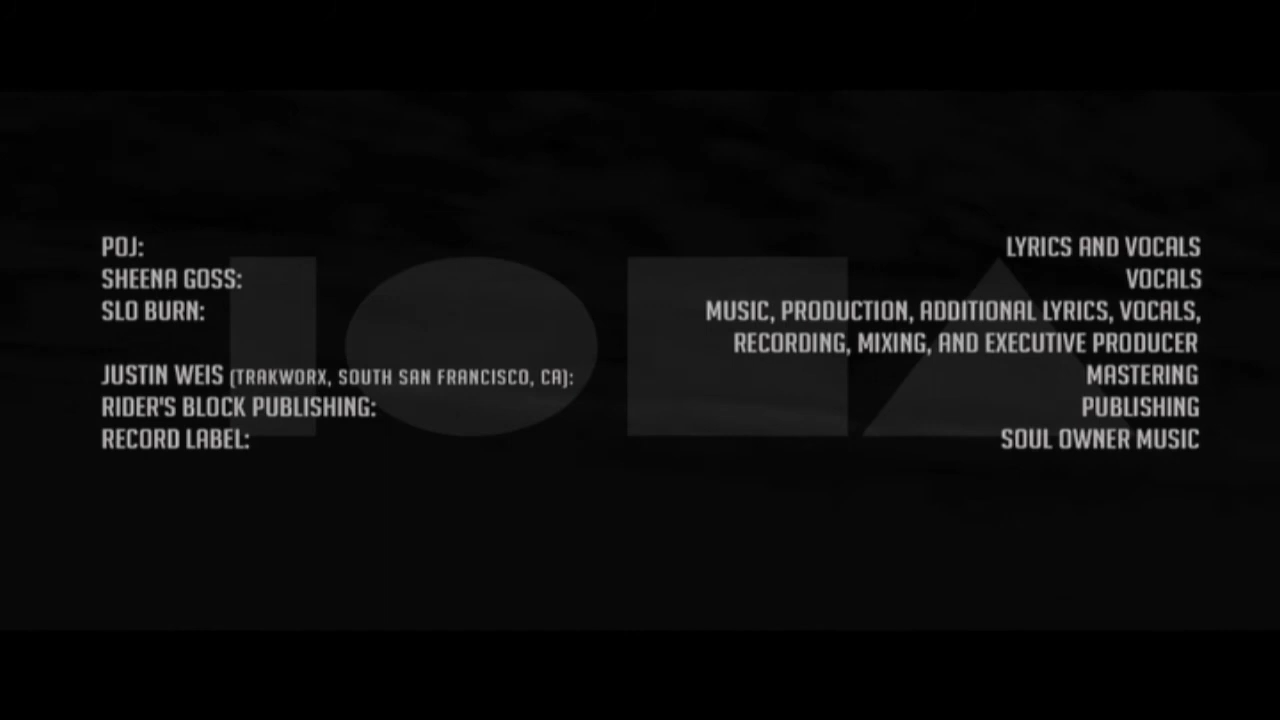 POJ: LYRICS AND VOCALS
SHEENA GOSS: VOCALS
SLO BURN: MUSIC, PRODUCTION, ADDITIONAL LYRICS, VOCALS,
RECORDING, MIXING, AND EXECUTIVE PRODUCER
JUSTIN WEIS (TRAKWORX, SOUTH SAN FRANCISCO, CA): MASTERING
RIDER'S BLOCK PUBLISHING: PUBLISHING
RECORD LABEL: SOUL OWNER MUSIC